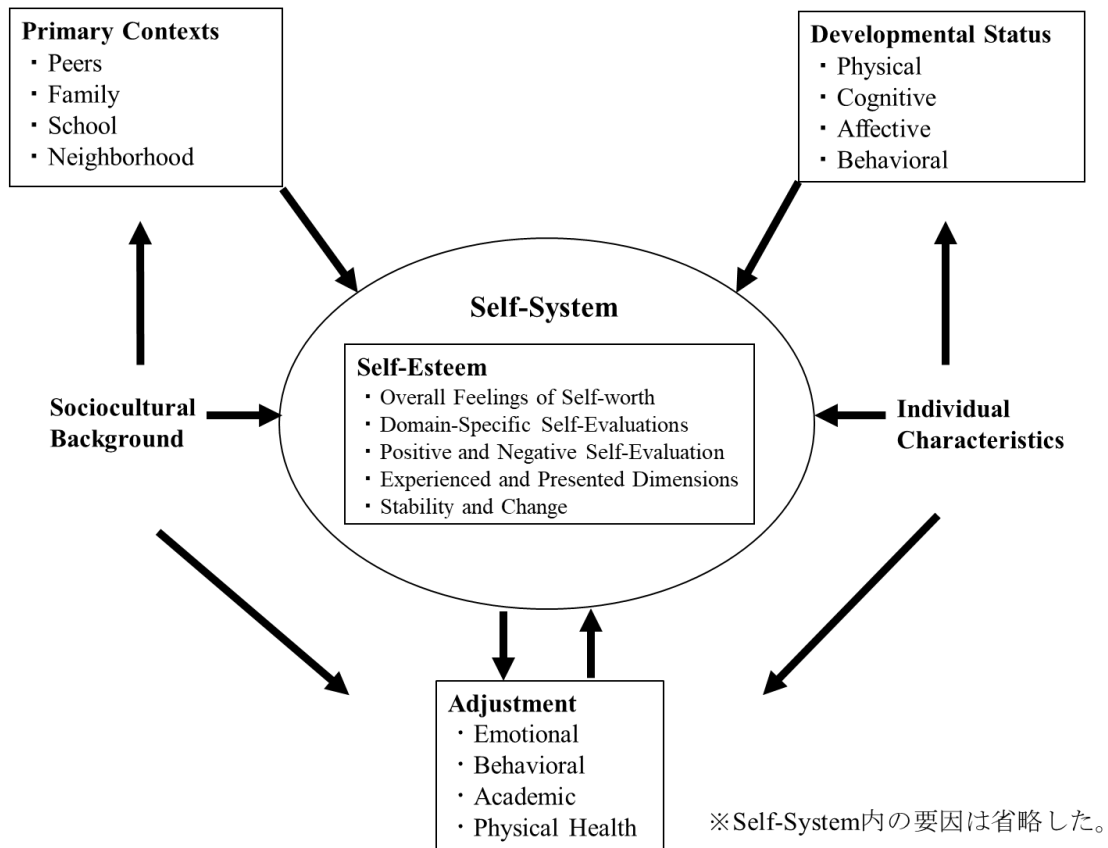 Primary Contexts
・Peers
・Family
・School
・Neighborhood
Developmental Status
・Physical
・Cognitive
・Affective
・Behavioral
Self-System
Self-Esteem
・Overall Feelings of Self-worth
・Domain-Specific Self-Evaluations
・Positive and Negative Self-Evaluation
・Experienced and Presented Dimensions
・Stability and Change
Sociocultural
Background
Individual
Characteristics
Adjustment
・Emotional
・Behavioral
・Academic
・Physical Health
※Self-System内の要因は省略した。